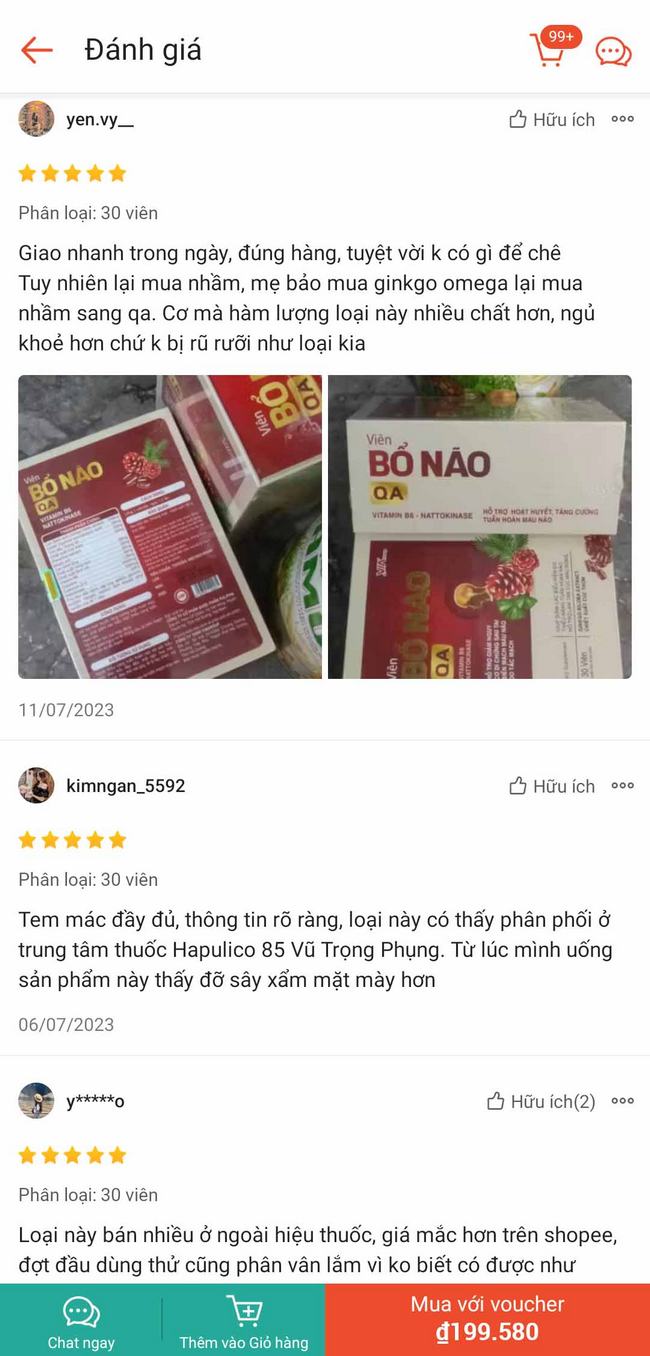 Đánh giá
99+
yen.vy__
Hữu ích
Phân loại: 30 viên
Giao nhanh trong ngày, đúng hàng, tuyệt vời k có gì để chê
Tuy nhiên lại mua nhầm, mẹ bảo mua ginkgo omega lại mua
nhầm sang qa. Cơ mà hàm lượng loại này nhiều chất hơn, ngủ
khoẻ hơn chứ k bị rũ rưỡi như loại kia
Viên
BỔ NÃO
QA
VITAMIN B6
NATTOKINASE
Viên
BỔ
QA
Viên
BỔ NÃO
QA
VITAMIN B6 - NATTOKINASE
HỖ TRỢ HOẠT HUYẾT, TĂNG CƯỜNG
TUẦN HOÀN MÁU NÃO
Viên
BỔ NÃO
QA
VITAMIN B6
NATTOKINASE
30 Viên
11/07/2023
kimngan_5592
Hữu ích
Phân loại: 30 viên
Tem mác đầy đủ, thông tin rõ ràng, loại này có thấy phân phối ở
trung tâm thuốc Hapulico 85 Vũ Trọng Phụng. Từ lúc mình uống
sản phẩm này thấy đỡ sây xẩm mặt mày hơn
06/07/2023
y*****o
Hữu ích(2)
Phân loại: 30 viên
Loại này bán nhiều ở ngoài hiệu thuốc, giá mắc hơn trên shopee,
đợt đầu dùng thử cũng phân vân lắm vì ko biết có được như
Chat ngay
Thêm vào Giỏ hàng
Mua với voucher
₫199.580